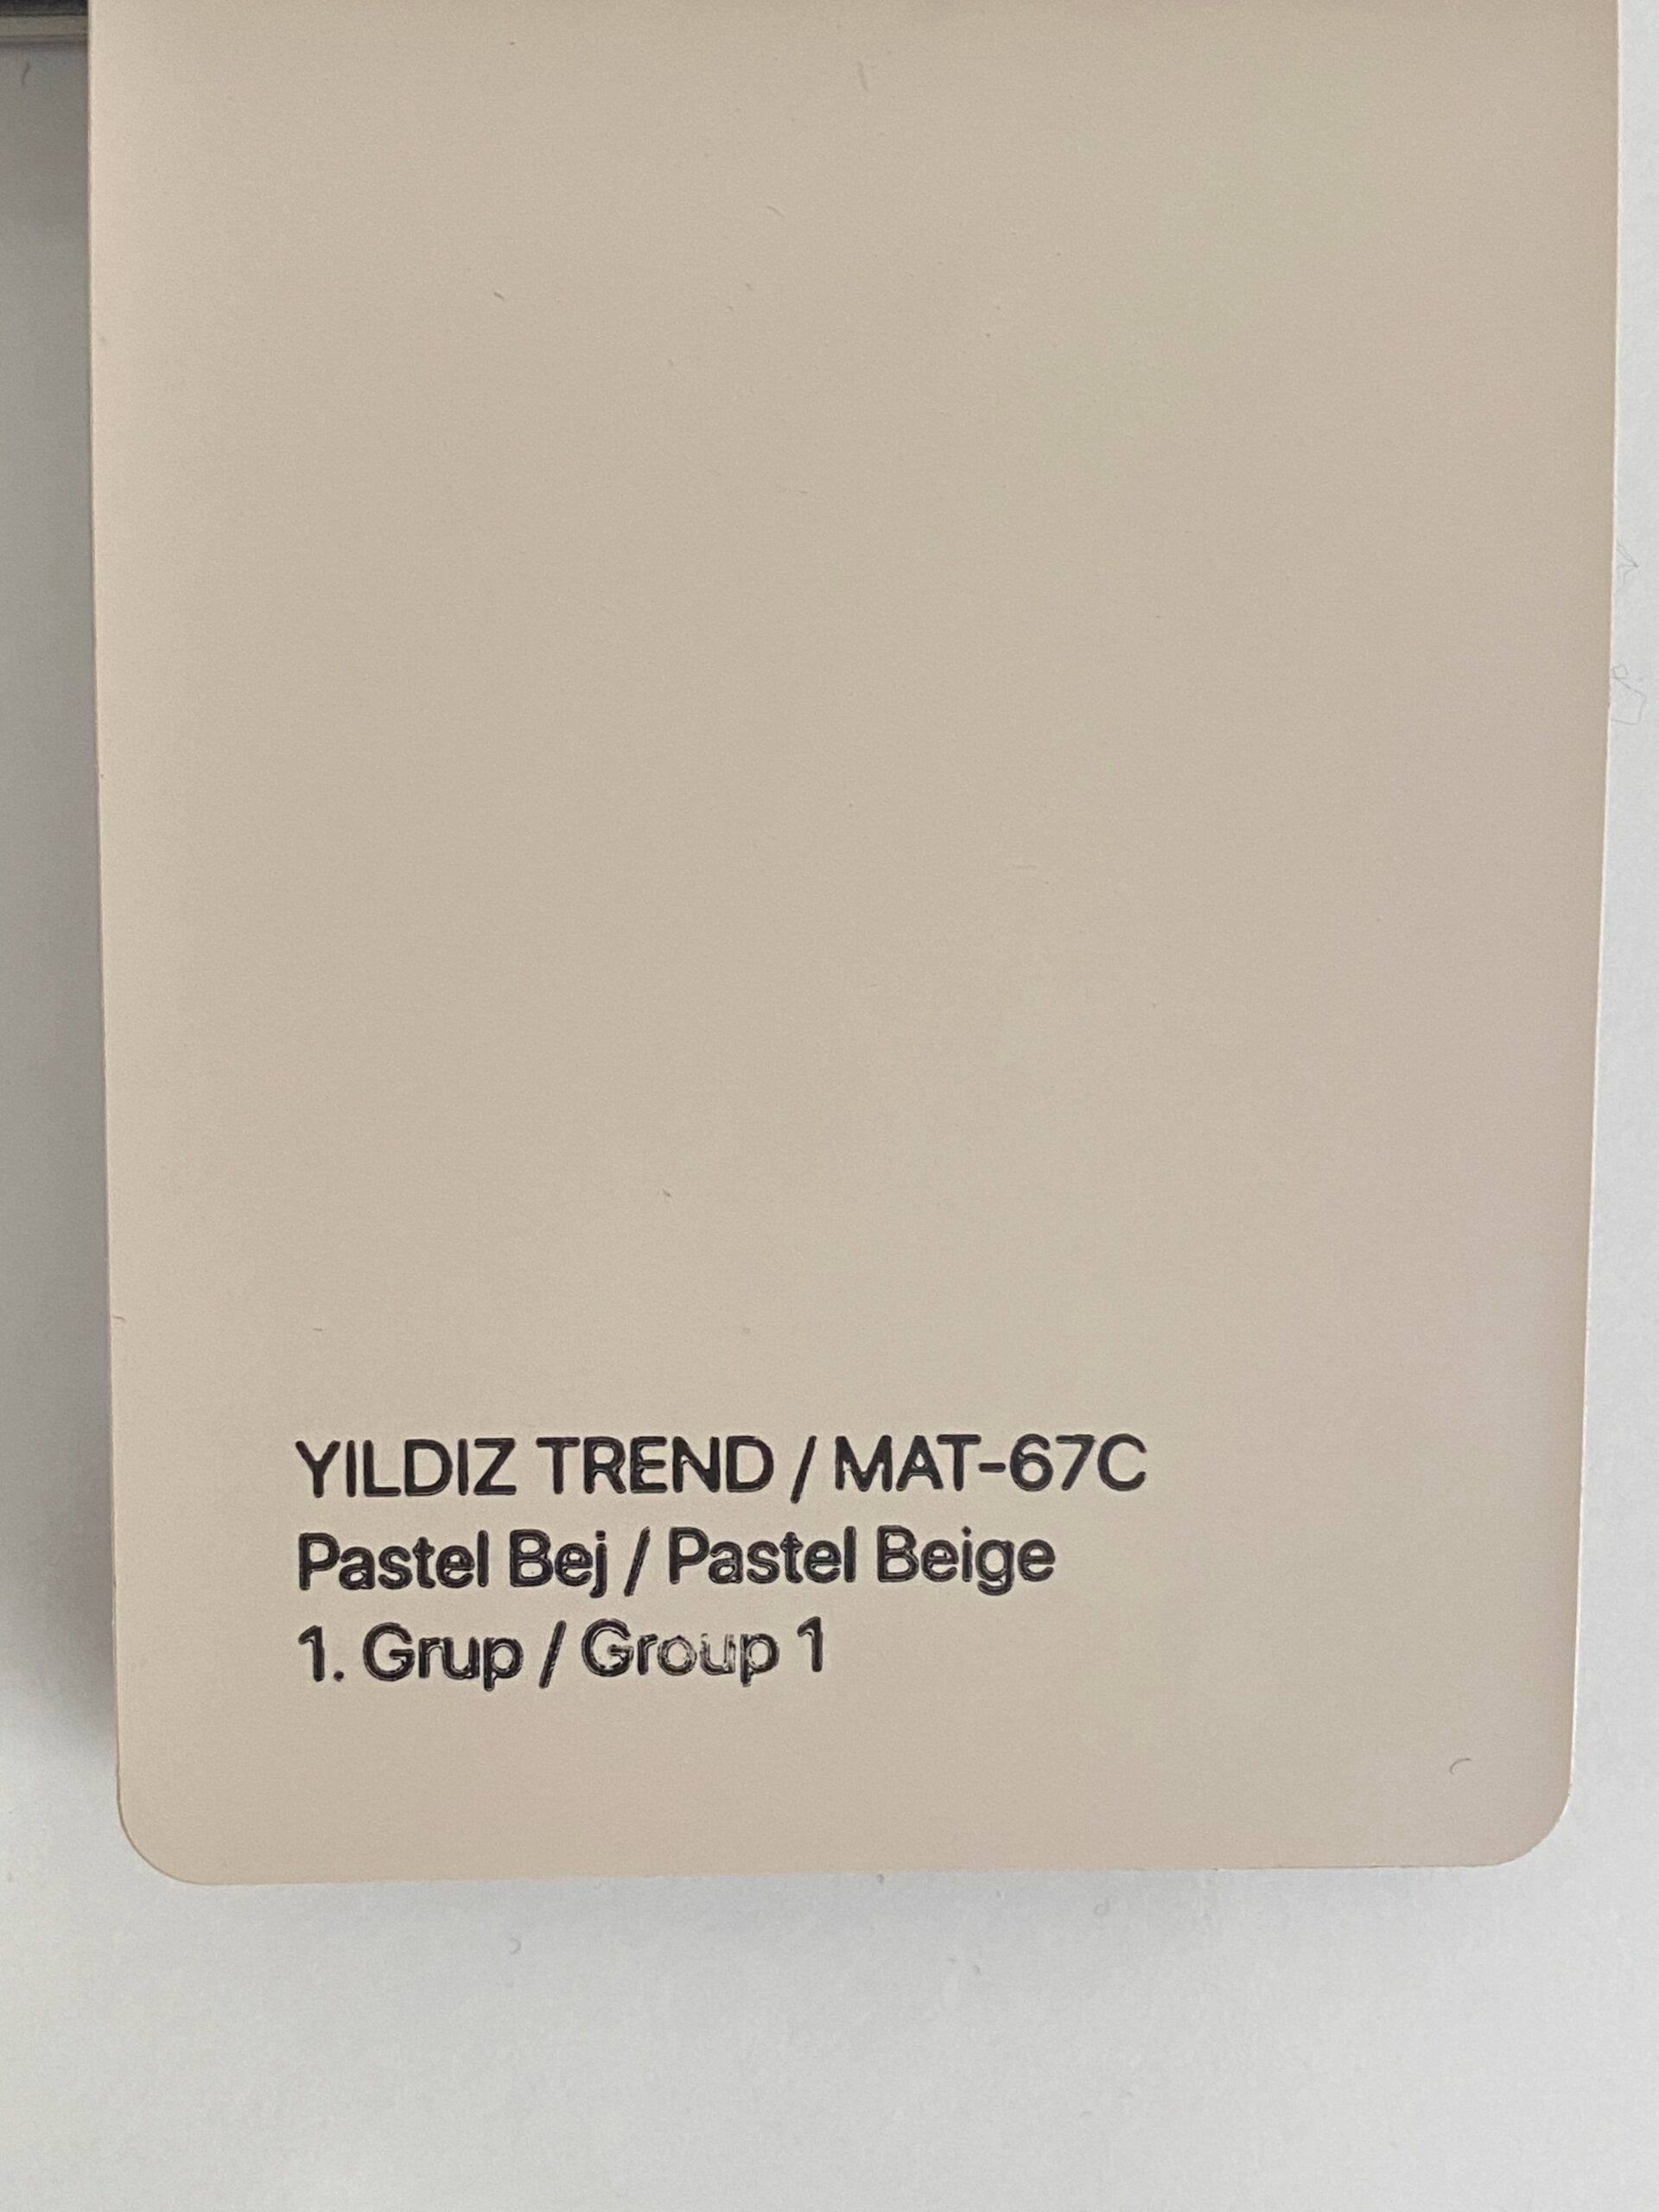 YILDIZ TREND / MAT-67C
Pastel Bej / Pastel Beige
1. Grup / Group 1